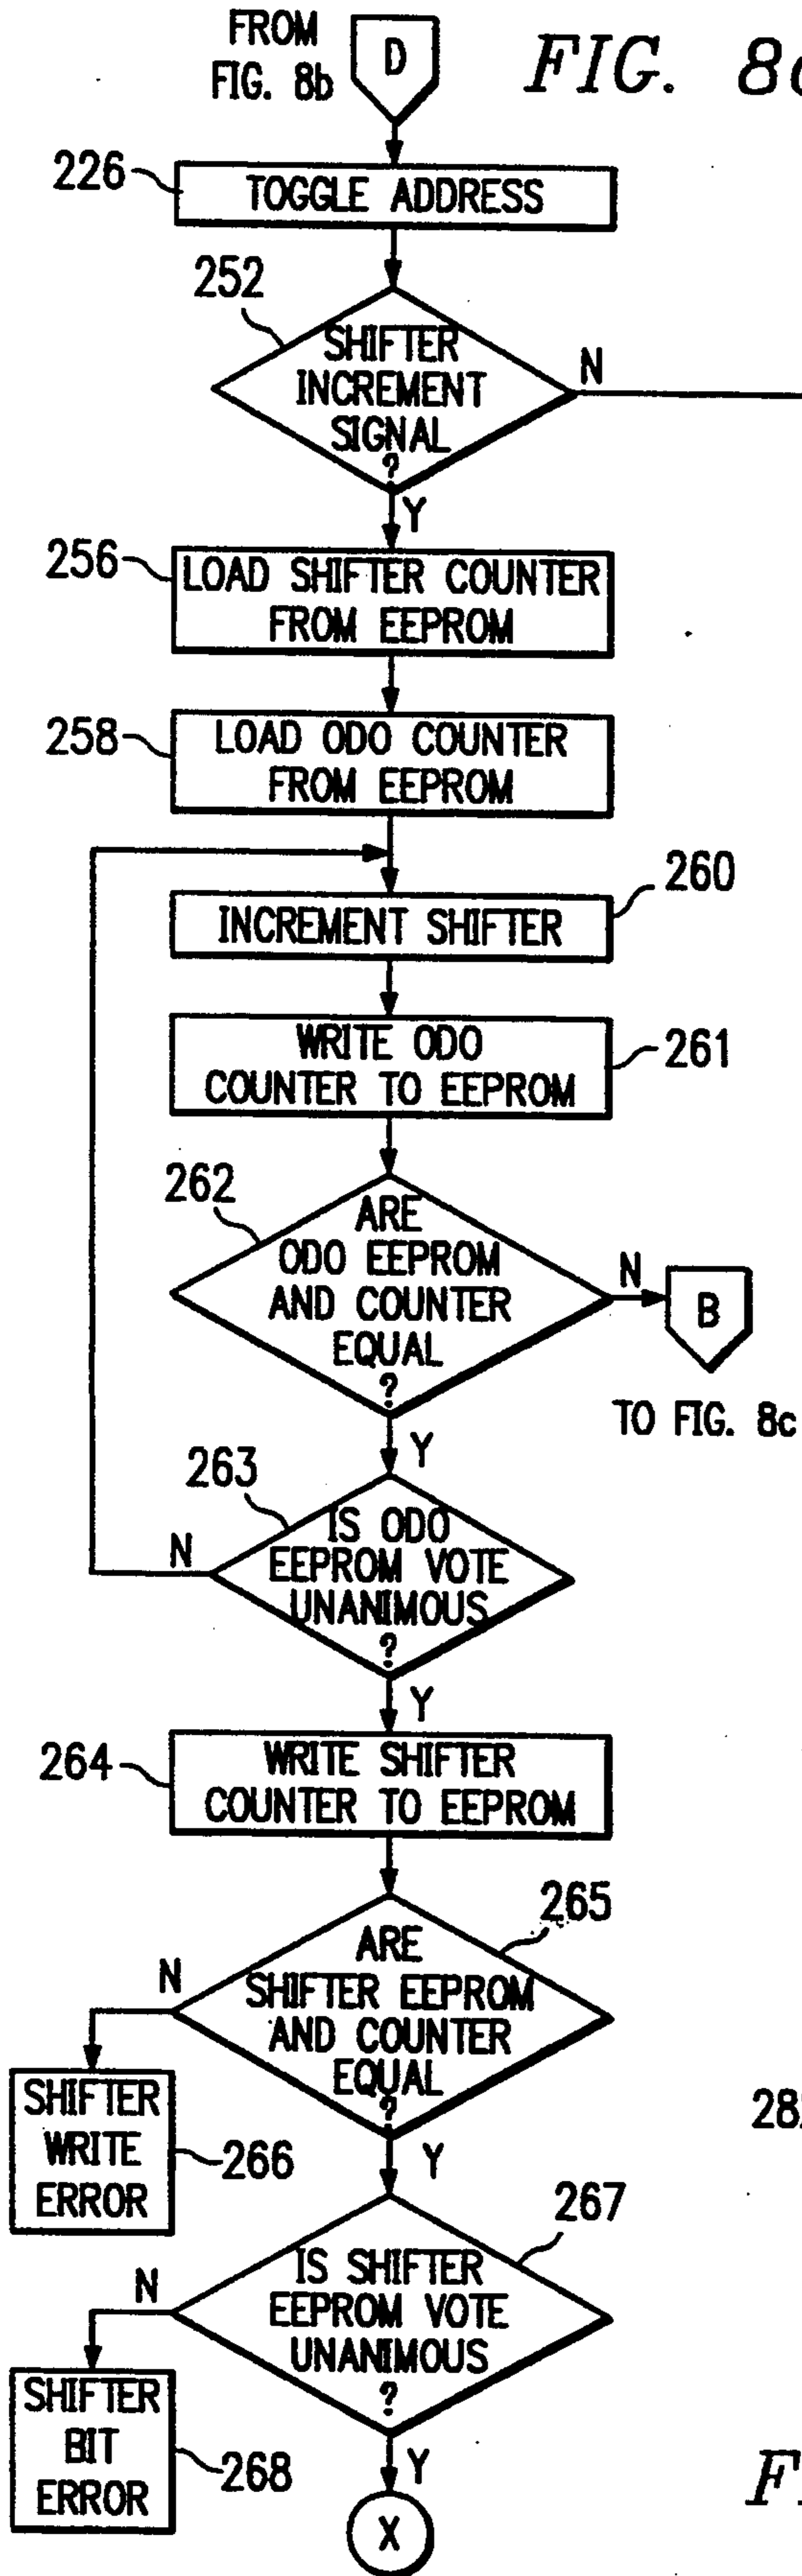 FROM
FIG. 8b
D
FIG. 8
226
TOGGLE ADDRESS
252
SHIFTER
INCREMENT
SIGNAL
?
N
Y
256
LOAD SHIFTER COUNTER
FROM EEPROM
258
LOAD ODO COUNTER
FROM EEPROM
260
INCREMENT SHIFTER
WRITE ODO
COUNTER TO EEPROM
261
262
ARE
ODO EEPROM
AND COUNTER
EQUAL
?
N
B
TO FIG. 8c
Y
263
IS ODO
EEPROM VOTE
UNANIMOUS
?
N
Y
264
WRITE SHIFTER
COUNTER TO EEPROM
265
ARE
SHIFTER EEPROM
AND COUNTER
EQUAL
?
N
SHIFTER
WRITE
ERROR
266
28
Y
267
IS SHIFTER
EEPROM VOTE
UNANIMOUS
?
N
SHIFTER
BIT
ERROR
268
Y
X
F